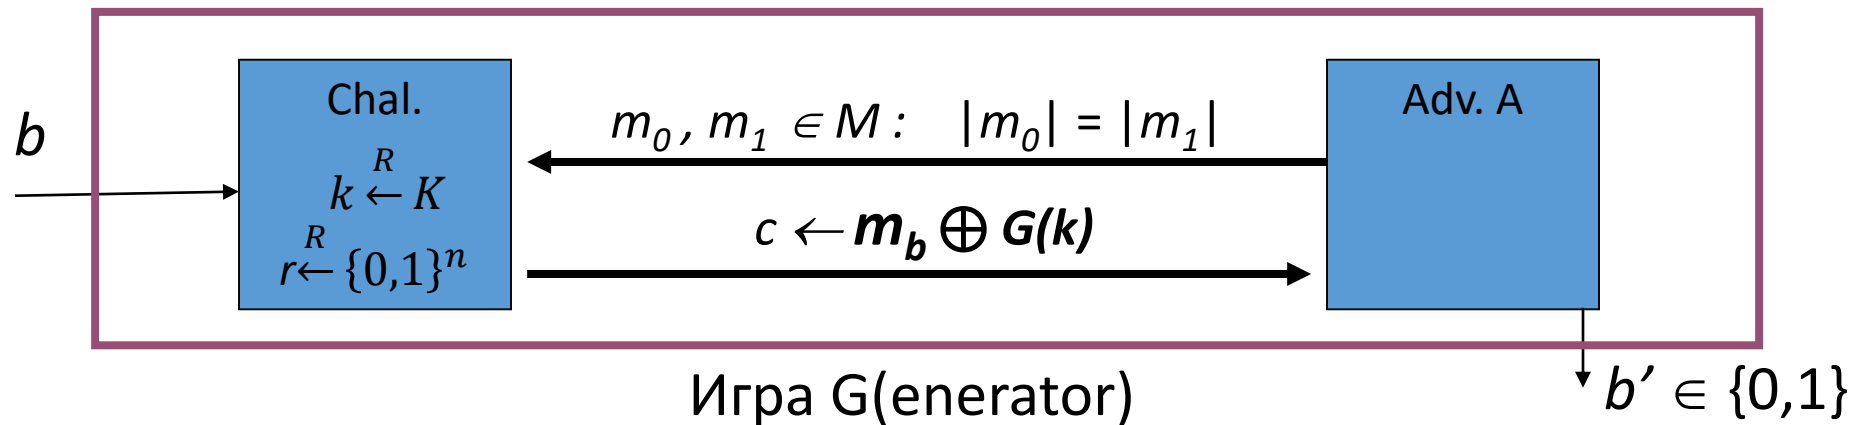 b
Chal.
k ←ᴿ K
r ←ᴿ {0,1}ⁿ
m₀ , m₁ ∈ M : |m₀| = |m₁|
c ← m_b ⊕ G(k)
Adv. A
Игра G(enerator)
b’ ∈ {0,1}